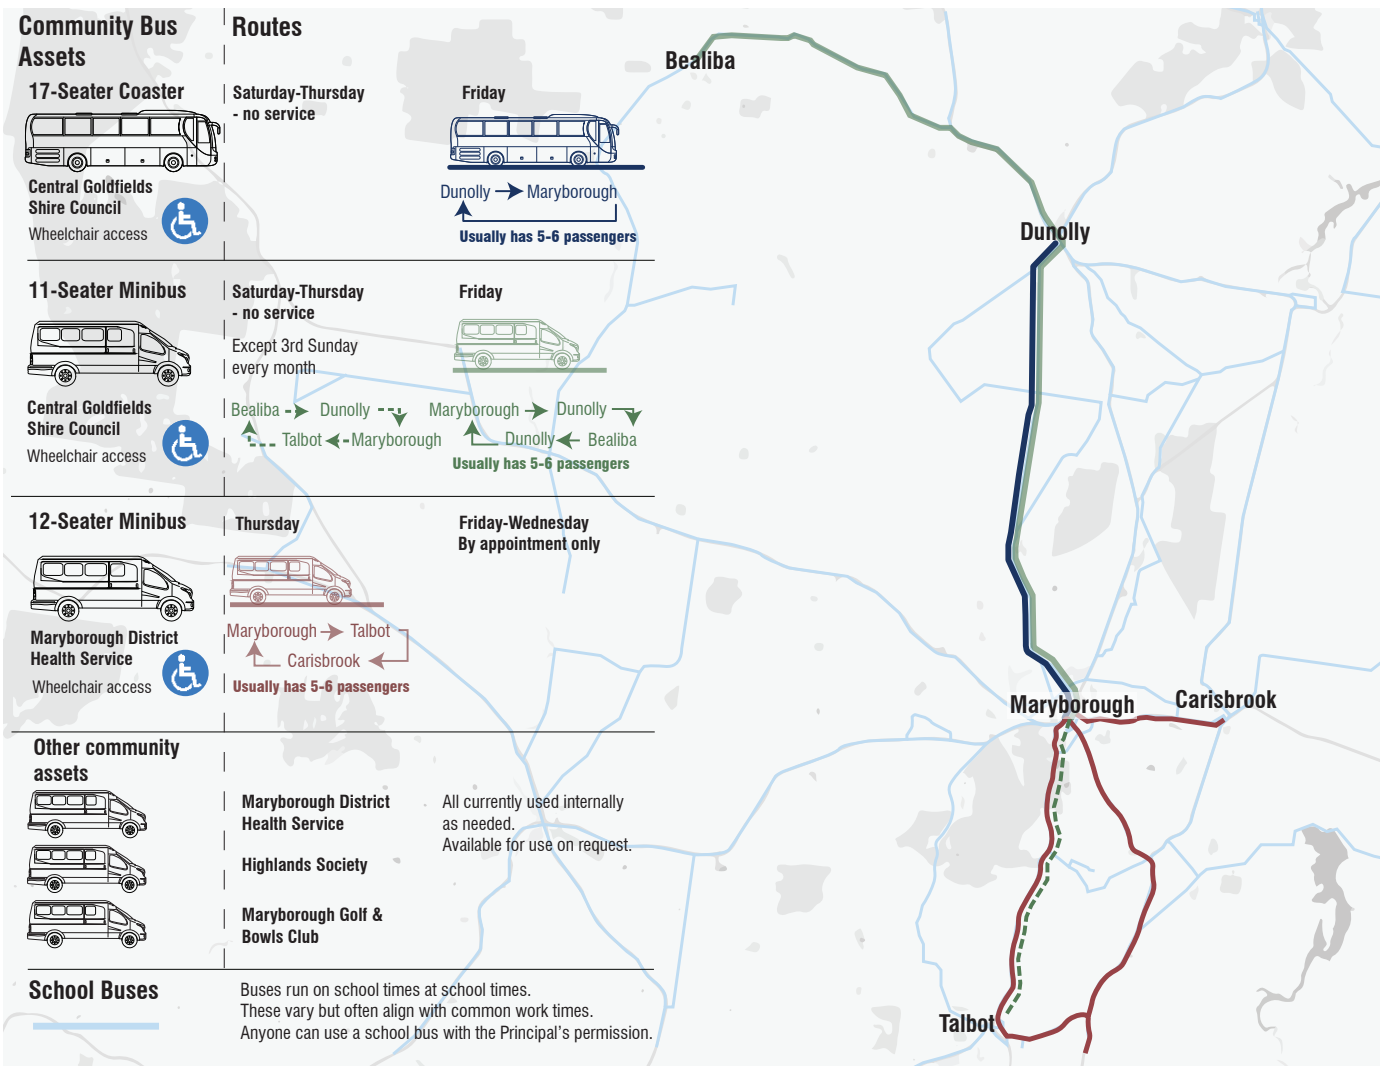 Community Bus
Assets
Routes
17-Seater Coaster
Central Goldfields
Shire Council
Wheelchair access
Saturday-Thursday
- no service
Friday
Dunolly Maryborough
Usually has 5-6 passengers
11-Seater Minibus
Central Goldfields
Shire Council
Wheelchair access
Saturday-Thursday
- no service
Except 3rd Sunday
every month
Bealiba Dunolly
Talbot Maryborough
Friday
Maryborough Dunolly
Dunolly Bealiba
Usually has 5-6 passengers
12-Seater Minibus
Maryborough District
Health Service
Wheelchair access
Thursday
Maryborough Talbot
Carisbrook
Usually has 5-6 passengers
Friday-Wednesday
By appointment only
Other community
assets
Maryborough District
Health Service
Highlands Society
Maryborough Golf &
Bowls Club
All currently used internally
as needed.
Available for use on request.
School Buses
Buses run on school times at school times.
These vary but often align with common work times.
Anyone can use a school bus with the Principal's permission.
Bealiba
Dunolly
Maryborough
Carisbrook
Talbot